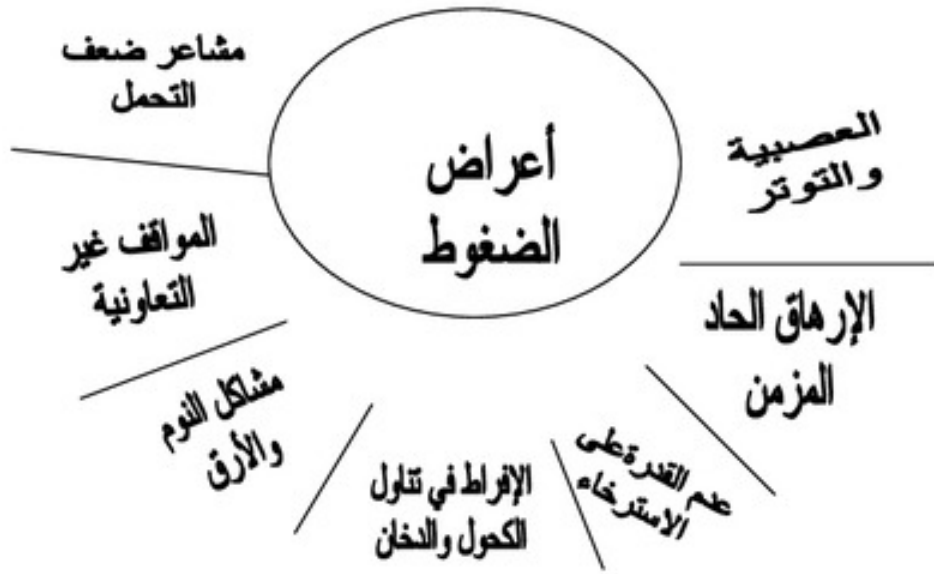 أعراض
الضغوط
العصبية
والتوتر
الإرهاق الحاد
المزمن
عدم القدرة على
الاسترخاء
الإفراط في تناول
الكحول والدخان
مشاكل النوم
والأرق
المواقف غير
التعاونية
مشاعر ضعف
التحمل